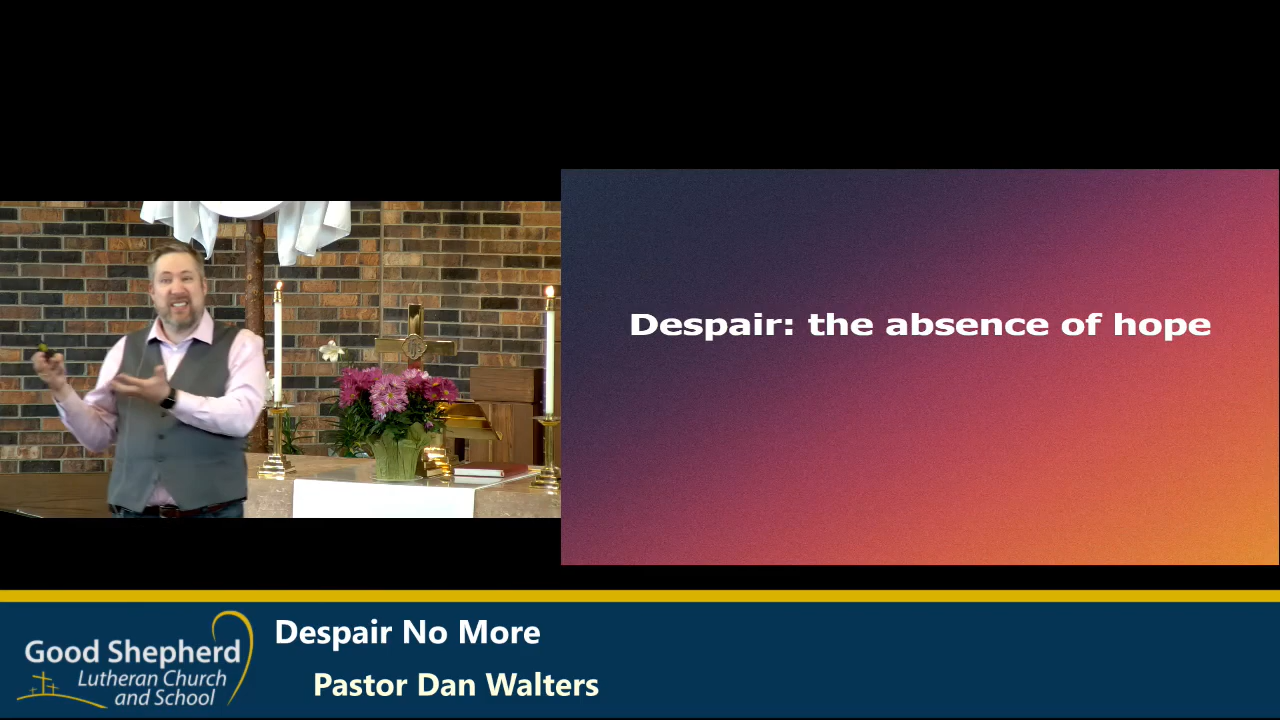 Despair: the absence of hope
Good Shepherd
Lutheran Church
and School
Despair No More
Pastor Dan Walters